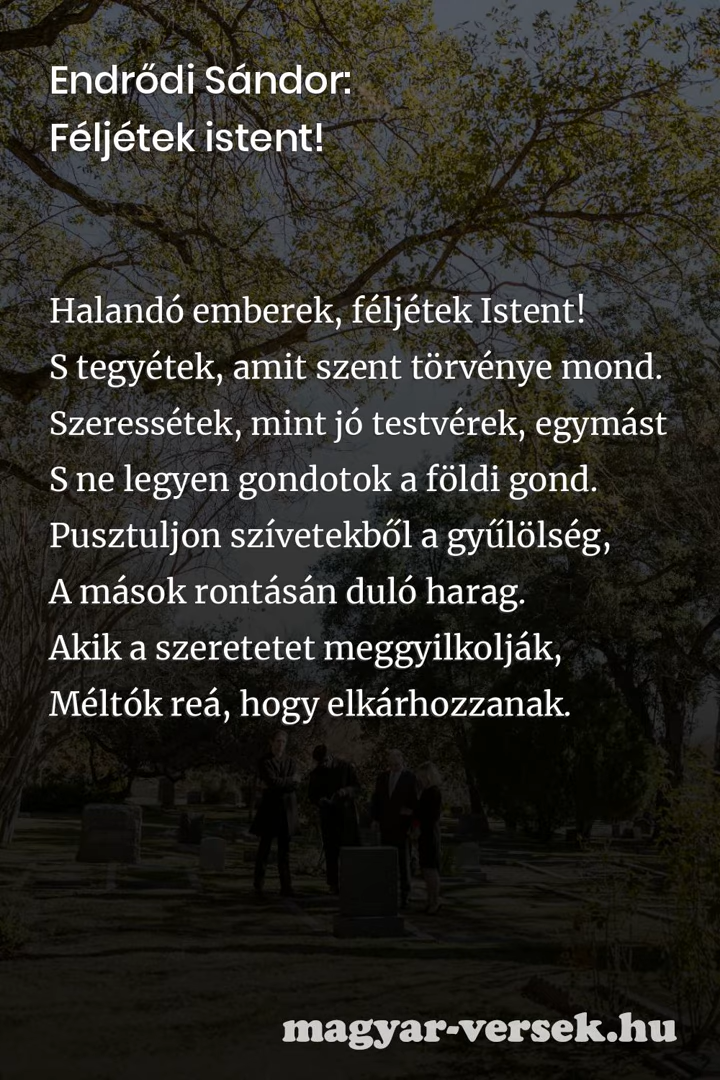 Endrődi Sándor:
Féljétek istent!
Halandó emberek, féljétek Istent!
S tegyétek, amit szent törvénye mond.
Szeressétek, mint jó testvérek, egymást
S ne legyen gondotok a földi gond.
Pusztuljon szívetekből a gyűlölség,
A mások rontásán duló harag.
Akik a szeretetet meggyilkolják,
Méltók reá, hogy elkárhozzanak.
magyar-versek.hu